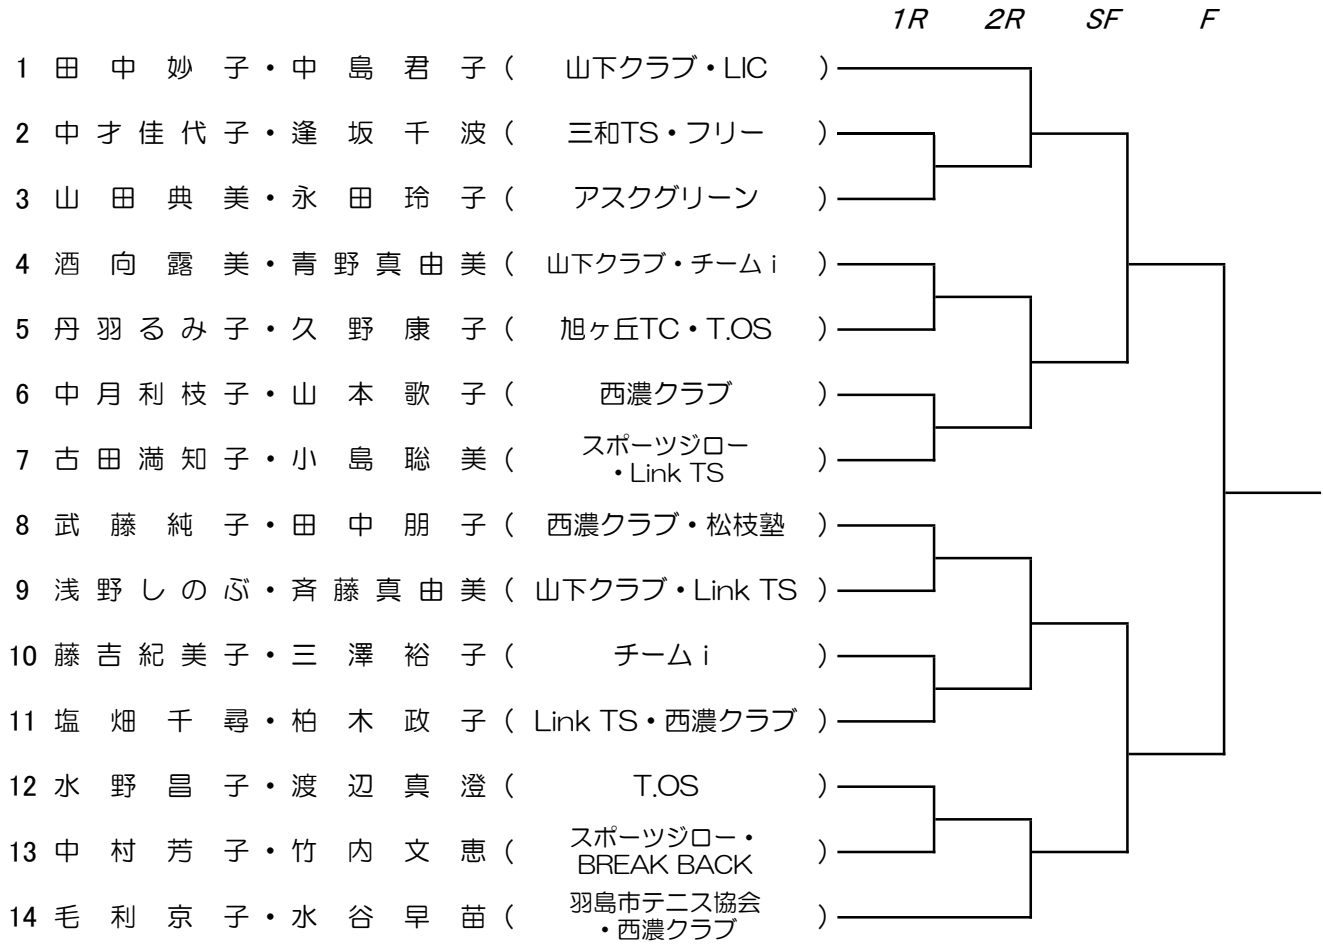 1R 2R SF F
1 田中妙子・中島君子 ( 山下クラブ・LIC )
2 中才佳代子・逢坂千波 ( 三和TS・フリー )
3 山田典美・永田玲子 ( アスクグリーン )
4 酒向露美・青野真由美 ( 山下クラブ・チームｉ )
5 丹羽るみ子・久野康子 ( 旭ヶ丘TC・T.OS )
6 中月利枝子・山本歌子 ( 西濃クラブ )
7 古田満知子・小島聡美 ( スポーツジロー
・Link TS )
8 武藤純子・田中朋子 ( 西濃クラブ・松枝塾 )
9 浅野しのぶ・斉藤真由美 ( 山下クラブ・Link TS )
10 藤吉紀美子・三澤裕子 ( チームｉ )
11 塩畑千尋・柏木政子 ( Link TS・西濃クラブ )
12 水野昌子・渡辺真澄 ( T.OS )
13 中村芳子・竹内文恵 ( スポーツジロー・
BREAK BACK )
14 毛利京子・水谷早苗 ( 羽島市テニス協会
・西濃クラブ )